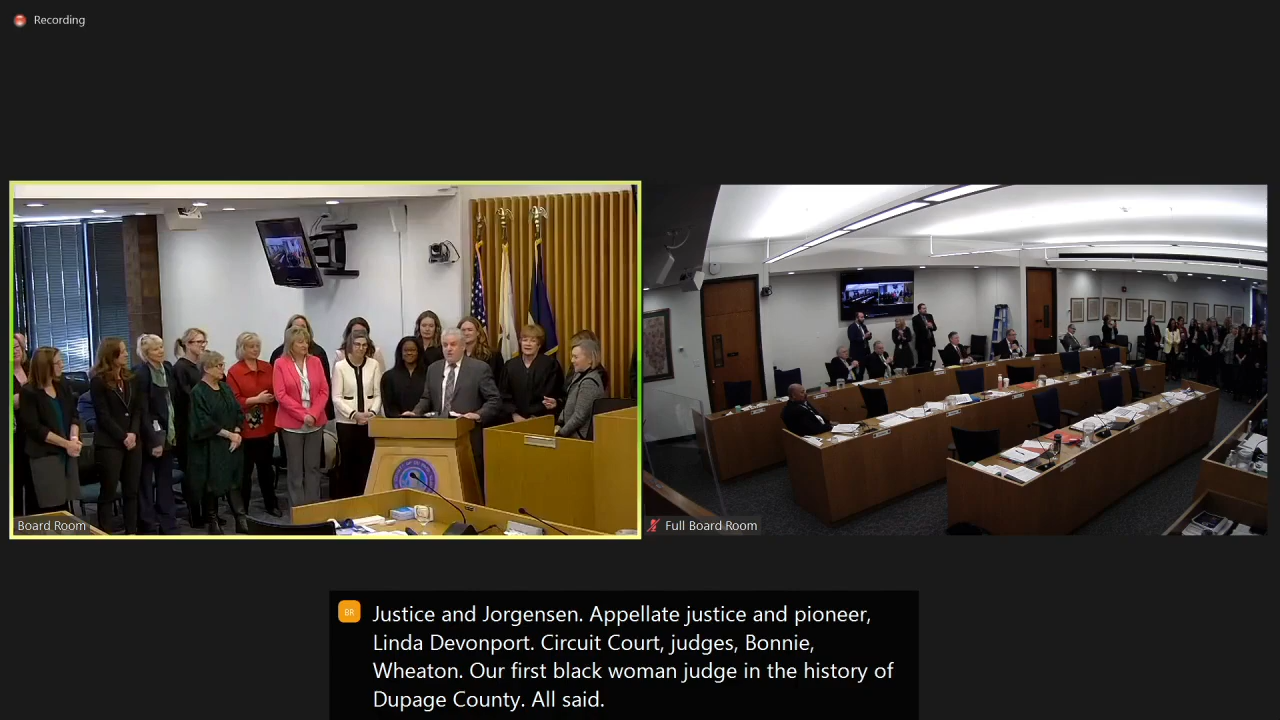 Recording
Board Room
Full Board Room
BR
Justice and Jorgensen. Appellate justice and pioneer,
Linda Devonport. Circuit Court, judges, Bonnie,
Wheaton. Our first black woman judge in the history of
Dupage County. All said.